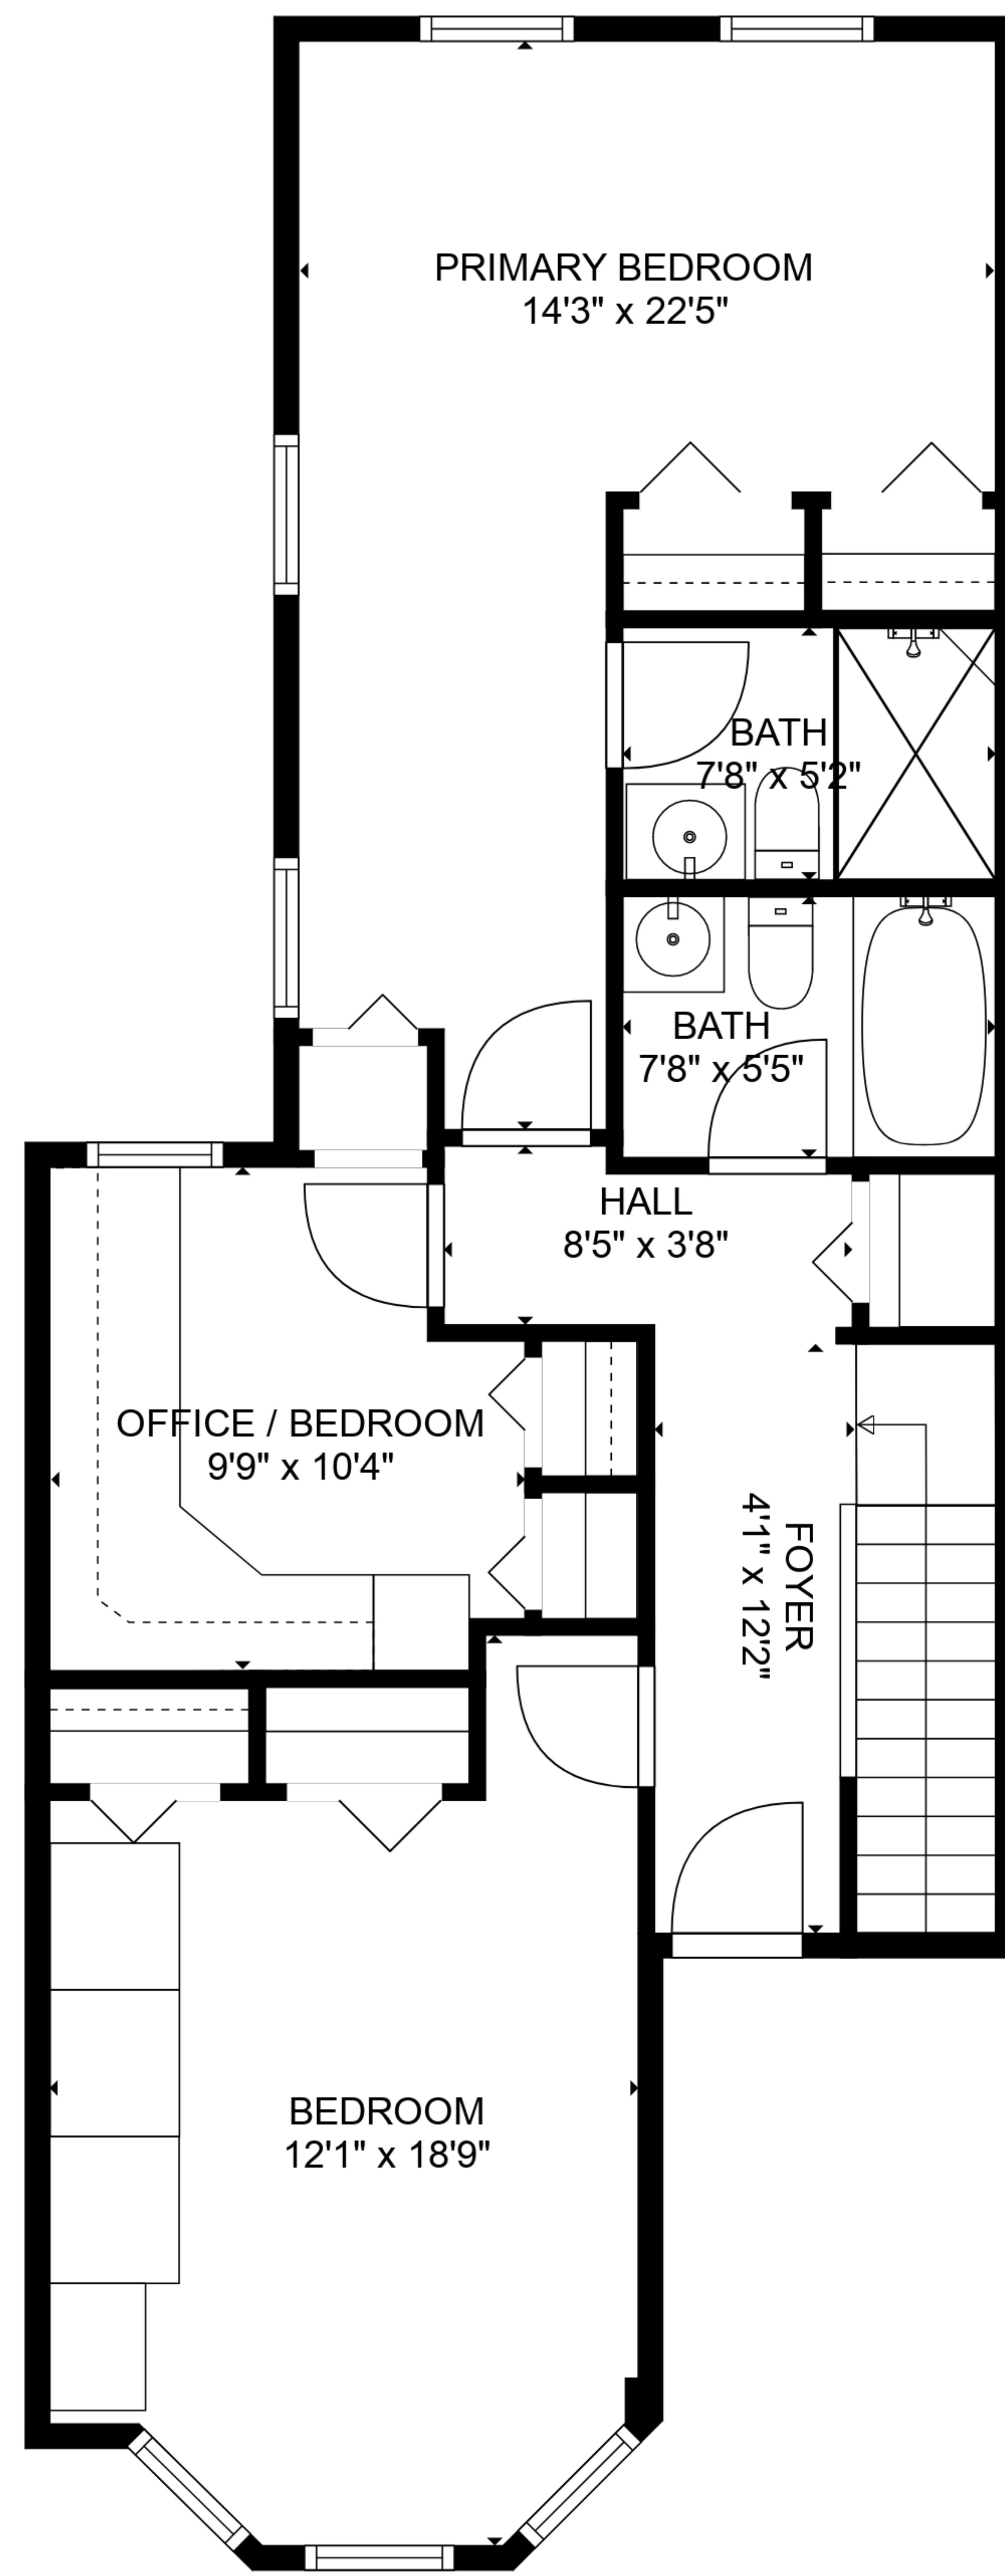 PRIMARY BEDROOM
14'3" x 22'5"
BATH
7'8" x 5'2"
BATH
7'8" x 5'5"
HALL
8'5" x 3'8"
OFFICE / BEDROOM
9'9" x 10'4"
FOYER
4'1" x 12'2"
BEDROOM
12'1" x 18'9"